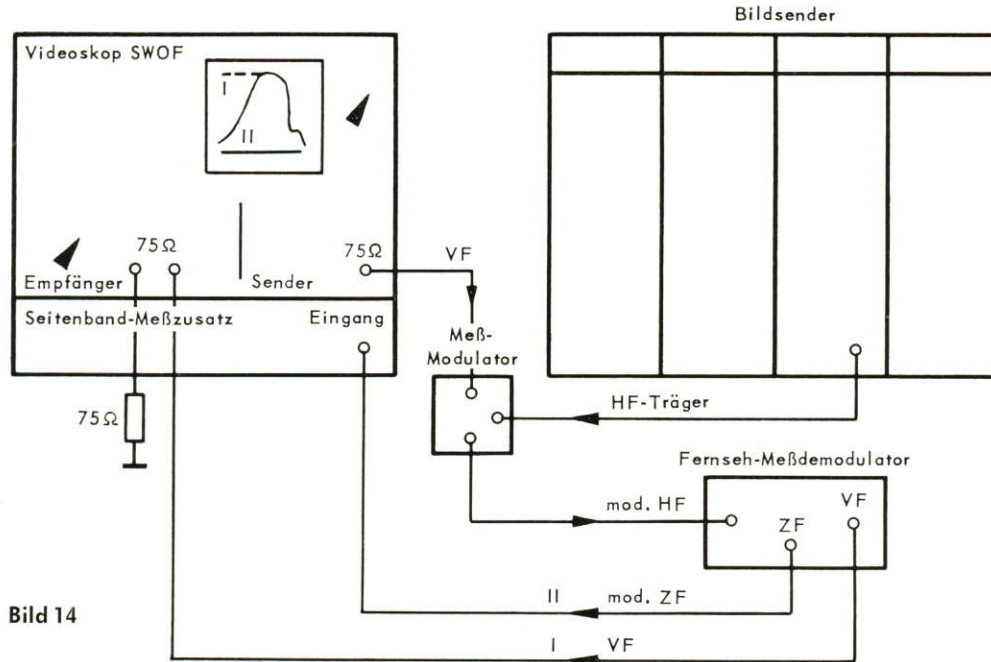 Bildsender
Videoskop SWOF
I
II
75Ω
75Ω
VF
Empfänger
Sender
Seitenband-Meßzusatz
Eingang
Meß-
Modulator
75Ω
HF-Träger
Fernseh-Meßdemodulator
mod. HF
ZF
VF
II
mod. ZF
Bild 14
I
VF